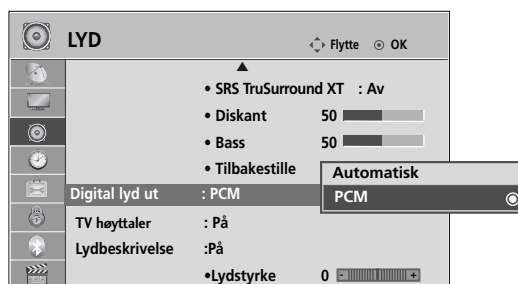 LYD Flytte OK
• SRS TruSurround XT : Av
• Diskant 50
• Bass 50
• Tilbakestille
Automatisk
Digital lyd ut : PCM
PCM
TV høyttaler : På
Lydbeskrivelse :På
•Lydstyrke 0 - +